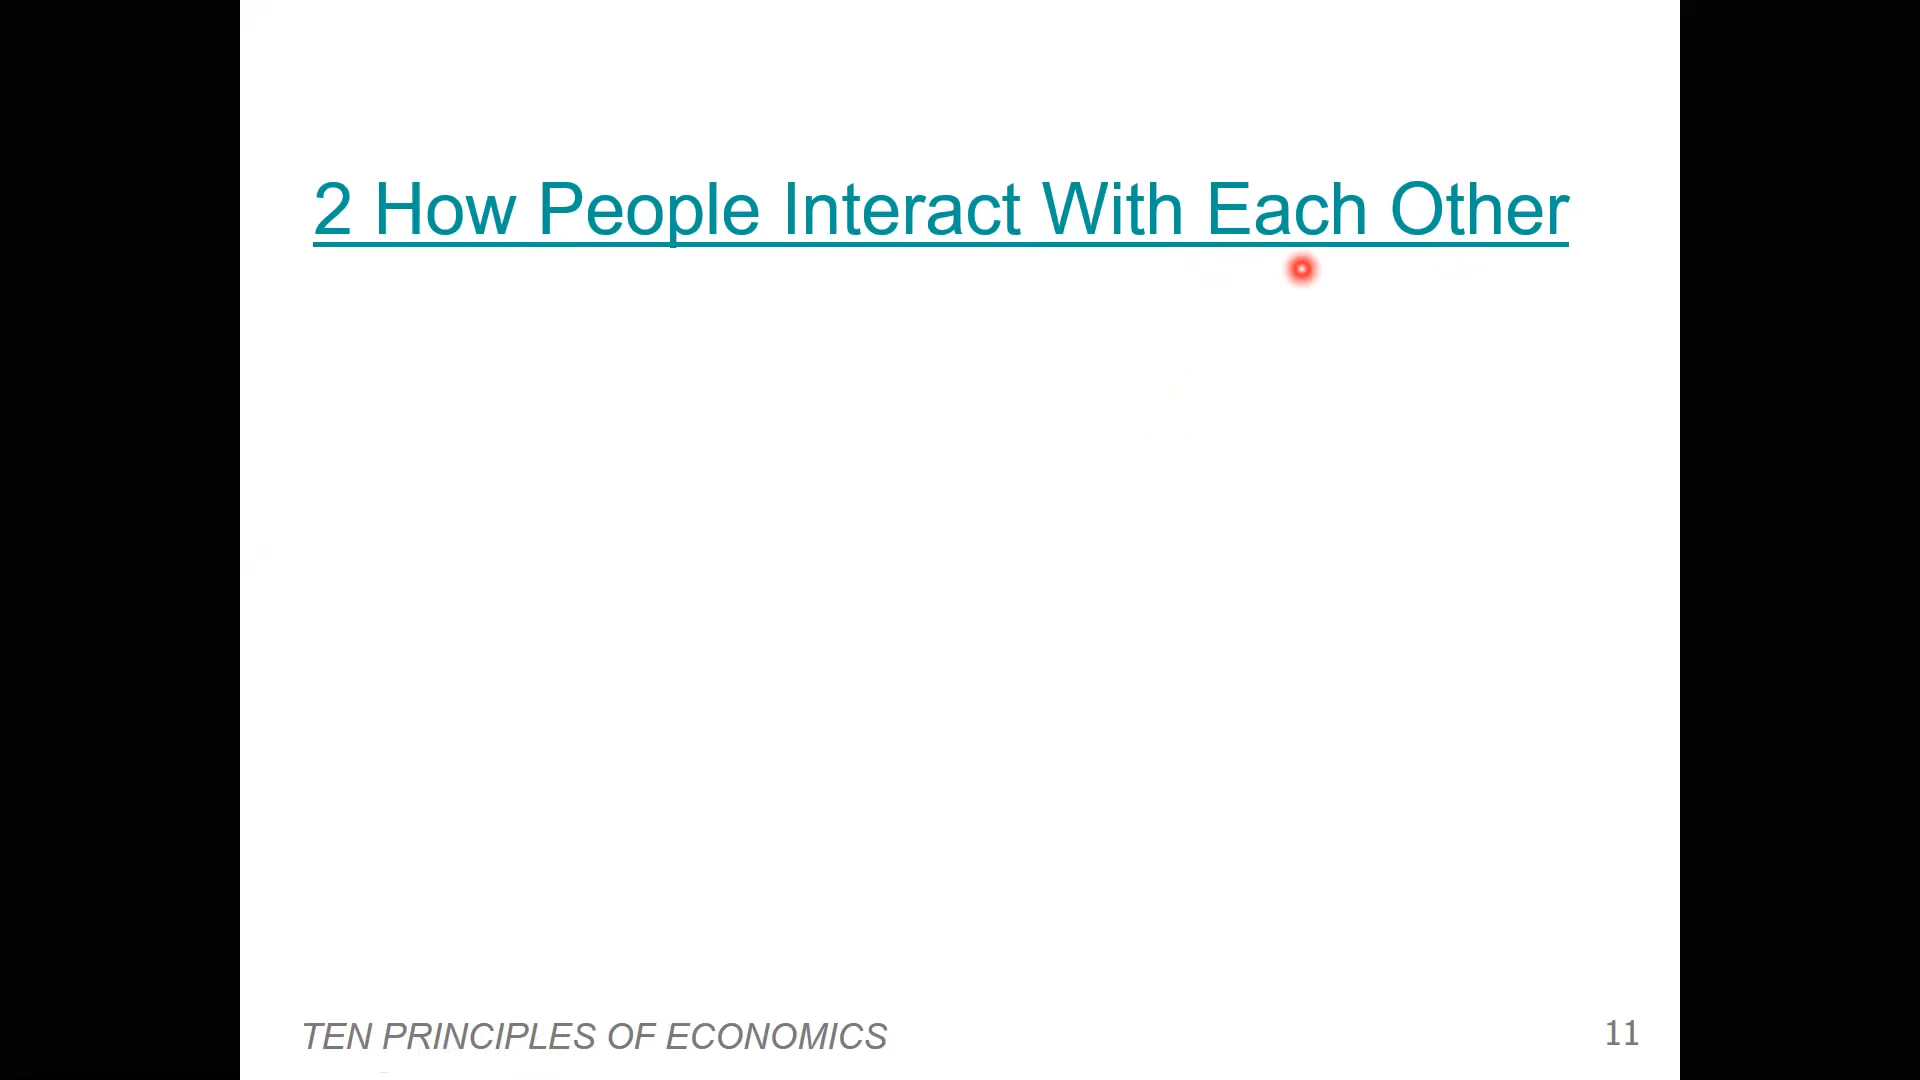 2 How People Interact With Each Other
TEN PRINCIPLES OF ECONOMICS
11